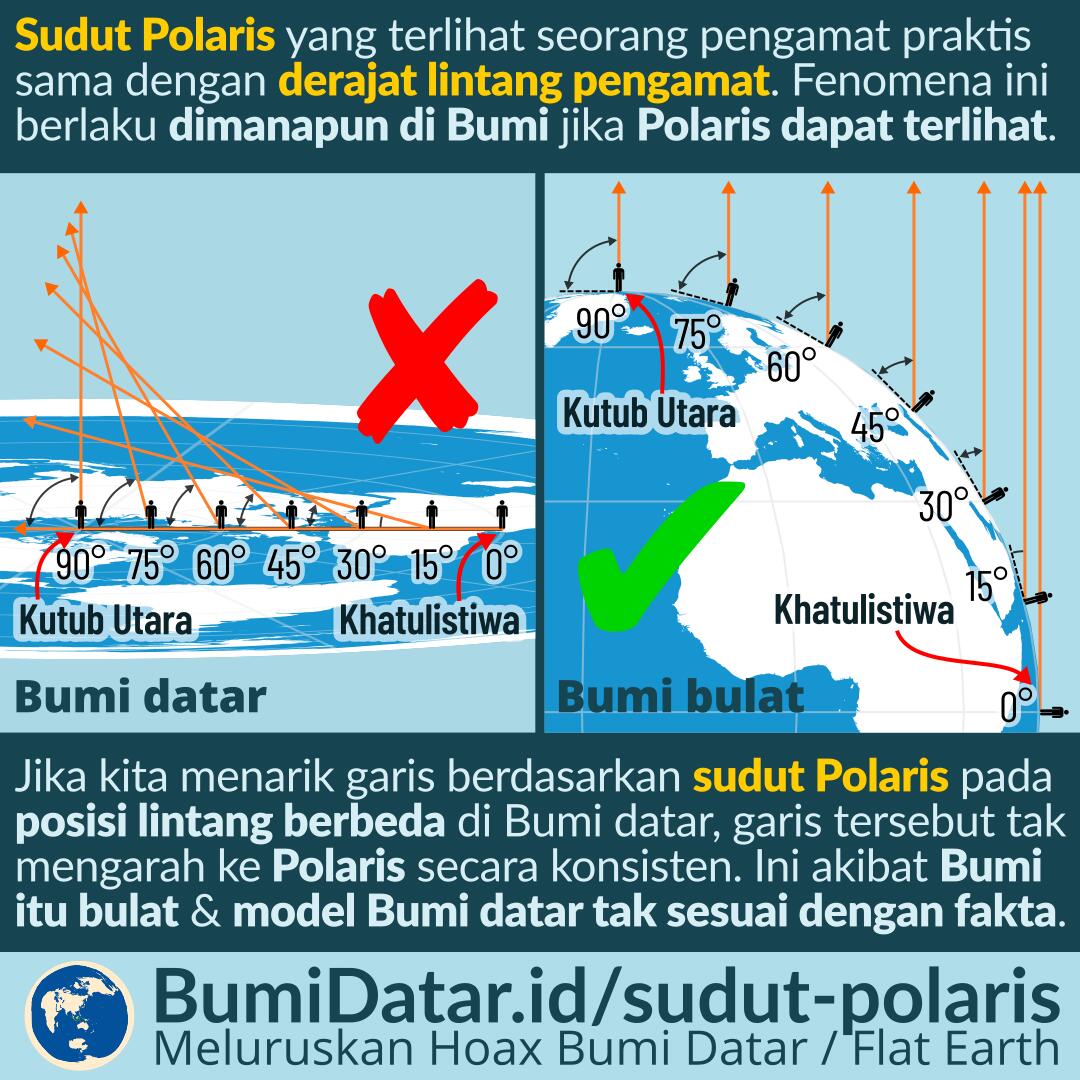 Sudut Polaris yang terlihat seorang pengamat praktis
sama dengan derajat lintang pengamat. Fenomena ini
berlaku dimanapun di Bumi jika Polaris dapat terlihat.
90° 75° 60° 45° 30° 15° 0°
Kutub Utara
Khatulistiwa
Bumi datar
90°
75°
60°
Kutub Utara
45°
30°
15°
Khatulistiwa
0°
Bumi bulat
Jika kita menarik garis berdasarkan sudut Polaris pada
posisi lintang berbeda di Bumi datar, garis tersebut tak
mengarah ke Polaris secara konsisten. Ini akibat Bumi
itu bulat & model Bumi datar tak sesuai dengan fakta.
BumiDatar.id/sudut-polaris
Meluruskan Hoax Bumi Datar / Flat Earth